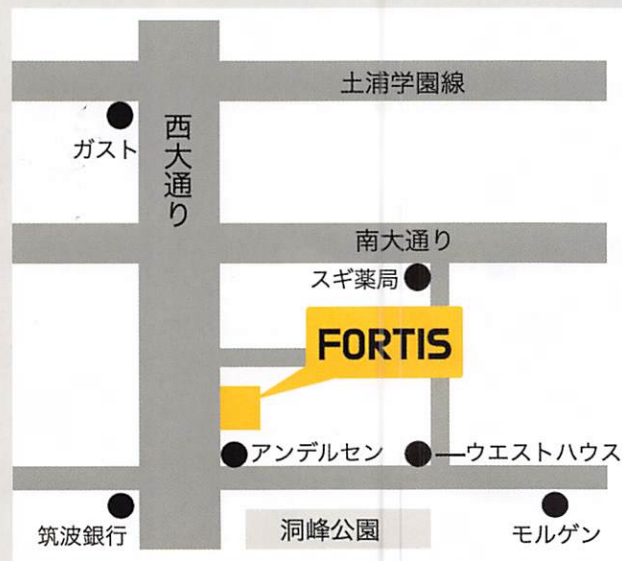 土浦学園線
ガスト
西大通り
南大通り
スギ薬局
FORTIS
アンデルセン
ウエストハウス
筑波銀行
洞峰公園
モルゲン